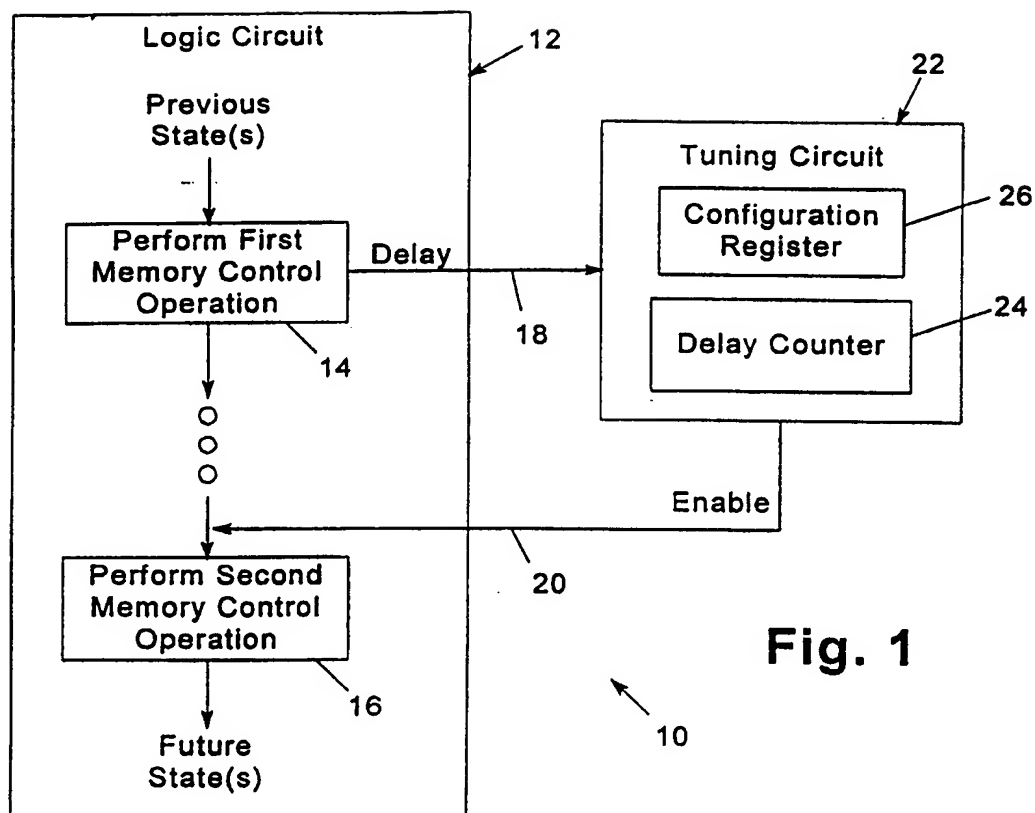 Logic Circuit
12
Previous
State(s)
Perform First
Memory Control
Operation
14
Delay
18
22
Tuning Circuit
Configuration
Register
26
Delay Counter
24
Enable
20
Perform Second
Memory Control
Operation
16
Future
State(s)
Fig. 1
10